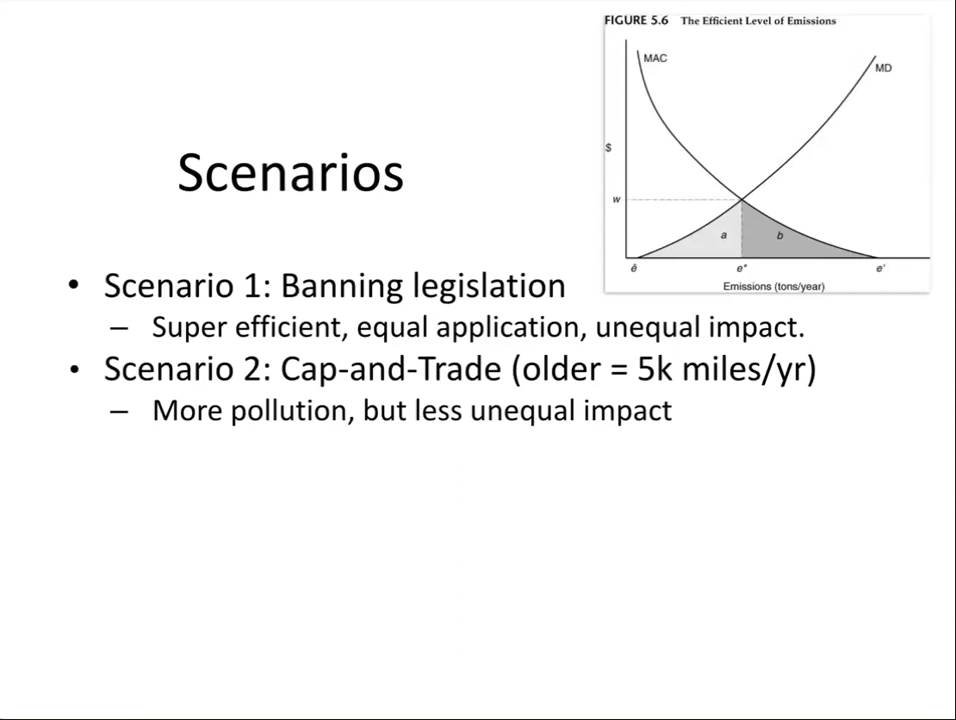 FIGURE 5.6 The Efficient Level of Emissions
MAC
MD
$
w
a
b
ē
e*
e'
Emissions (tons/year)
Scenarios
• Scenario 1: Banning legislation
– Super efficient, equal application, unequal impact.
• Scenario 2: Cap-and-Trade (older = 5k miles/yr)
– More pollution, but less unequal impact